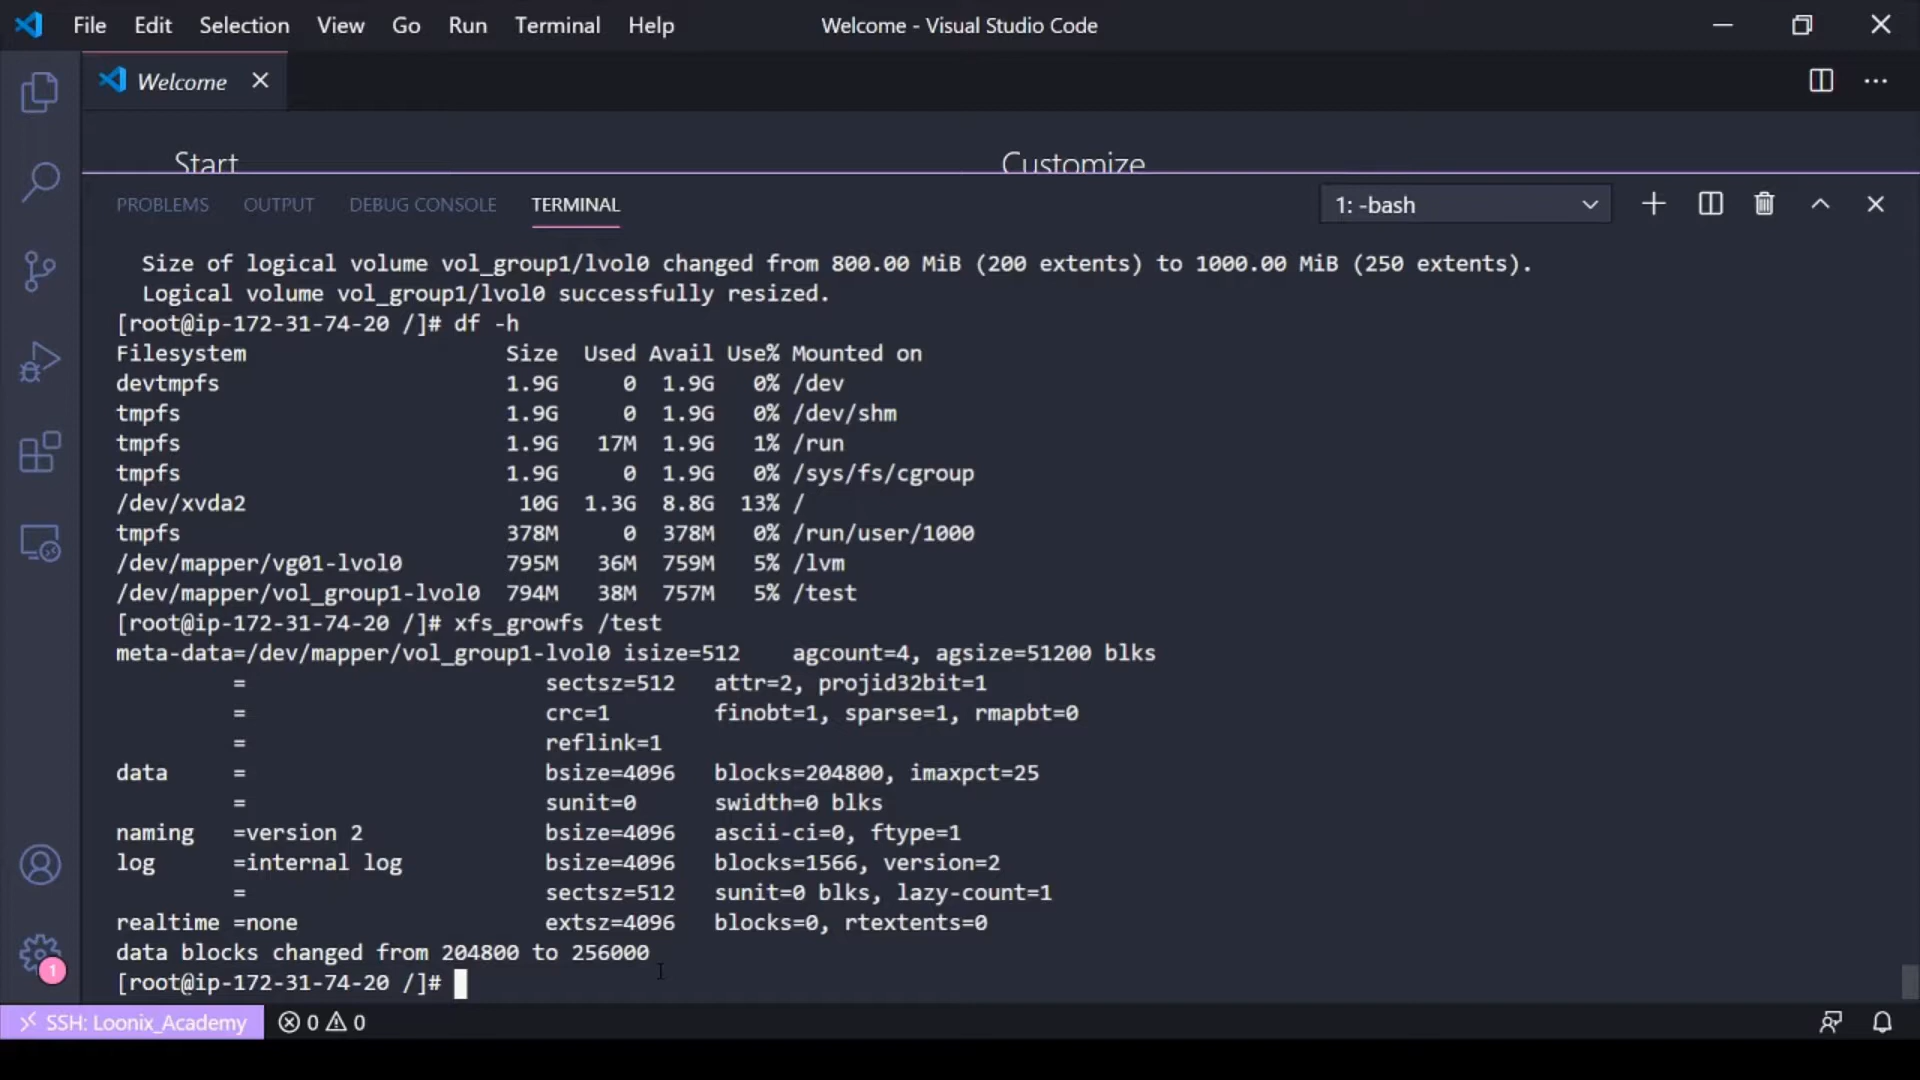 File Edit Selection View Go Run Terminal Help Welcome - Visual Studio Code
Welcome
Start Customize
PROBLEMS OUTPUT DEBUG CONSOLE TERMINAL 1: -bash
Size of logical volume vol_group1/lvol0 changed from 800.00 MiB (200 extents) to 1000.00 MiB (250 extents).
Logical volume vol_group1/lvol0 successfully resized.
[root@ip-172-31-74-20 /]# df -h
Filesystem Size Used Avail Use% Mounted on
devtmpfs 1.9G 0 1.9G 0% /dev
tmpfs 1.9G 0 1.9G 0% /dev/shm
tmpfs 1.9G 17M 1.9G 1% /run
tmpfs 1.9G 0 1.9G 0% /sys/fs/cgroup
/dev/xvda2 10G 1.3G 8.8G 13% /
tmpfs 378M 0 378M 0% /run/user/1000
/dev/mapper/vg01-lvol0 795M 36M 759M 5% /lvm
/dev/mapper/vol_group1-lvol0 794M 38M 757M 5% /test
[root@ip-172-31-74-20 /]# xfs_growfs /test
meta-data=/dev/mapper/vol_group1-lvol0 isize=512 agcount=4, agsize=51200 blks
= sectsz=512 attr=2, projid32bit=1
= crc=1 finobt=1, sparse=1, rmapbt=0
= reflink=1
data = bsize=4096 blocks=204800, imaxpct=25
= sunit=0 swidth=0 blks
naming =version 2 bsize=4096 ascii-ci=0, ftype=1
log =internal log bsize=4096 blocks=1566, version=2
= sectsz=512 sunit=0 blks, lazy-count=1
realtime =none extsz=4096 blocks=0, rtextents=0
data blocks changed from 204800 to 256000
[root@ip-172-31-74-20 /]#
1
SSH: Loonix_Academy 0 0